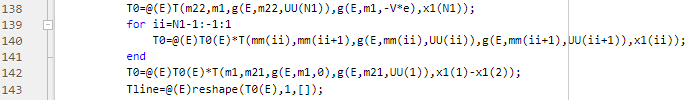 138 T0=@(E)T(m22,m1,g(E,m22,UU(N1)),g(E,m1,-V*e),x1(N1));
139 for ii=N1-1:-1:1
140 T0=@(E)T0(E)*T(mm(ii),mm(ii+1),g(E,mm(ii),UU(ii)),g(E,mm(ii+1),UU(ii+1)),x1(ii));
141 end
142 T0=@(E)T0(E)*T(m1,m21,g(E,m1,0),g(E,m21,UU(1)),x1(1)-x1(2));
143 Tline=@(E)reshape(T0(E),1,[]);